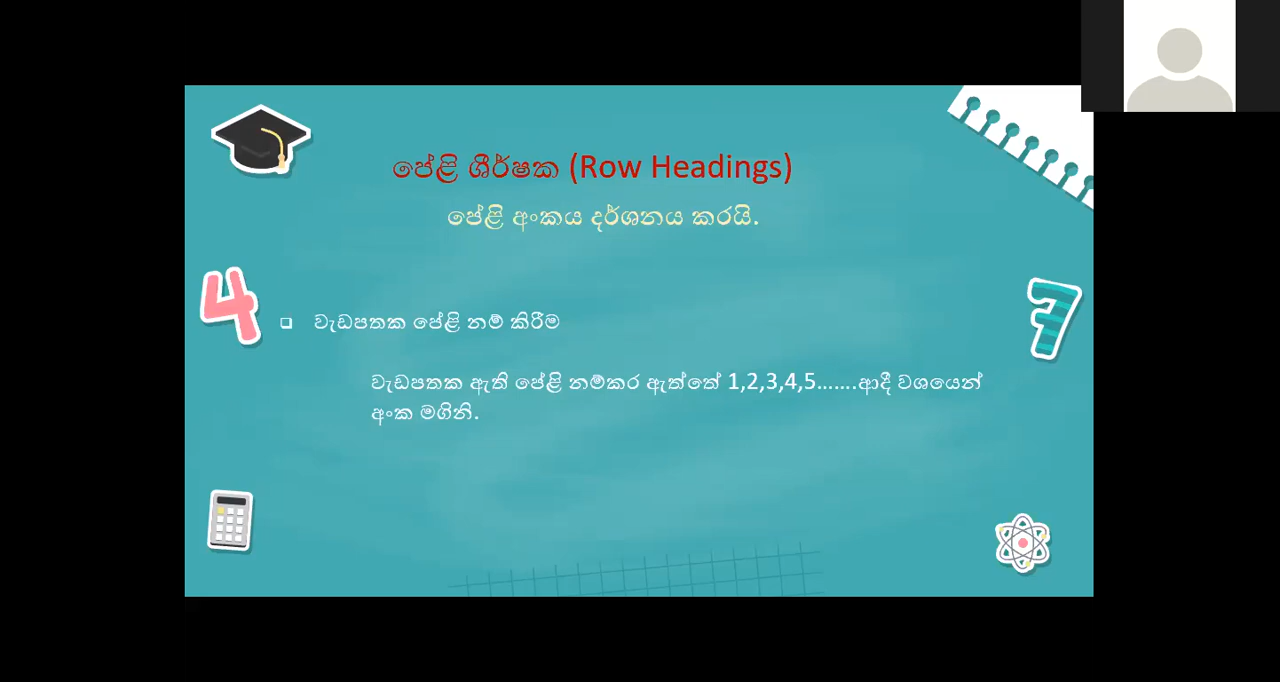 පේළි ශීර්ෂක (Row Headings)
පේළි අංකය දර්ශනය කරයි.
4
7
වැඩපතක පේළි නම් කිරීම
වැඩපතක ඇති පේළි නම්කර ඇත්තේ 1,2,3,4,5.......ආදී වශයෙන්
අංක මගිනි.